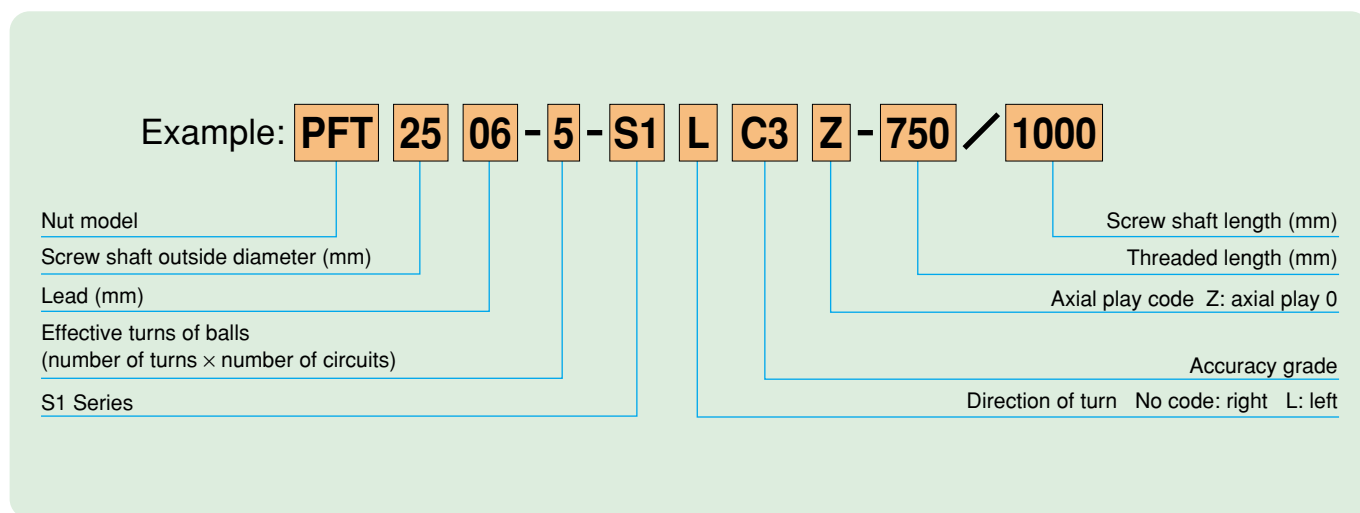 Example: PFT 25 06 - 5 - S1 L C3 Z - 750 / 1000
Nut model
Screw shaft outside diameter (mm)
Lead (mm)
Effective turns of balls
(number of turns × number of circuits)
S1 Series
Screw shaft length (mm)
Threaded length (mm)
Axial play code Z: axial play 0
Accuracy grade
Direction of turn No code: right L: left